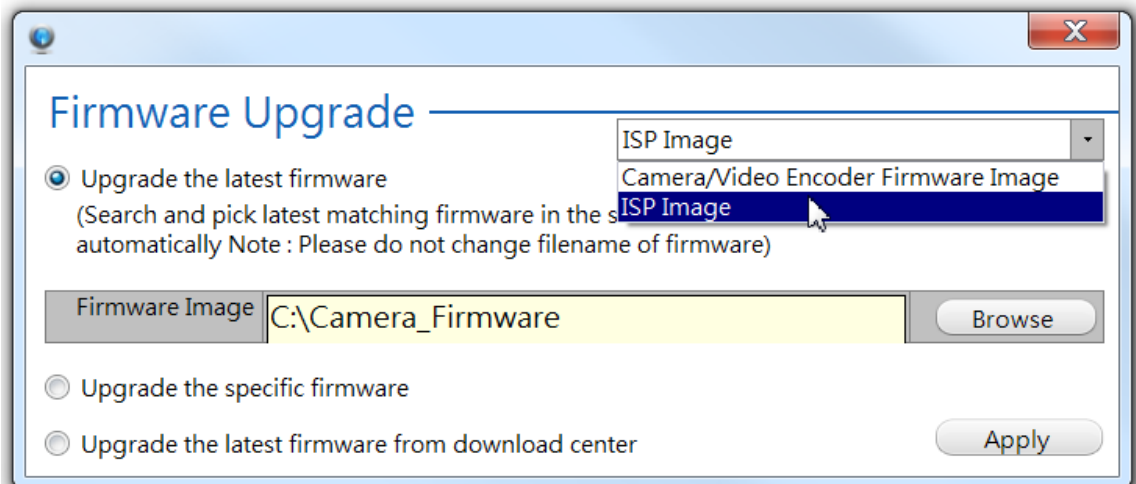 Firmware Upgrade
ISP Image
Upgrade the latest firmware
Camera/Video Encoder Firmware Image
ISP Image
(Search and pick latest matching firmware in the s
automatically Note : Please do not change filename of firmware)
Firmware Image
C:\Camera_Firmware
Browse
Upgrade the specific firmware
Upgrade the latest firmware from download center
Apply